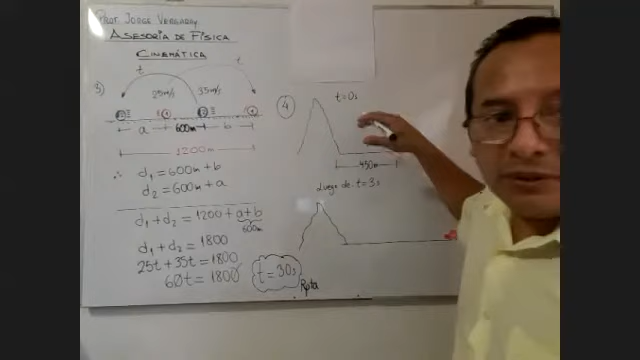 Prof. Jorge Vergaray
Asesoría de Física
Cinemática
3)
t
t
25m/s
35m/s
a
600m
b
1200m
∴ d₁ = 600m + b
d₂ = 600m + a
d₁ + d₂ = 1200 + a + b
600m
d₁ + d₂ = 1800
25t + 35t = 1800
60t = 1800
t = 30s
Rpta
4
t = 0s
450m
Luego de t = 3s